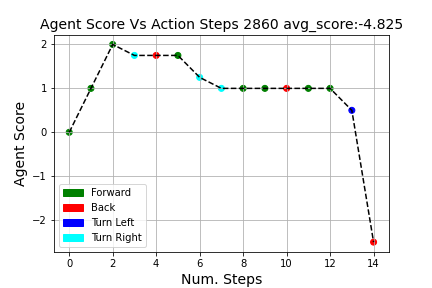 Agent Score Vs Action Steps 2860 avg_score:-4.825
Agent Score
2
1
0
−1
−2
Forward
Back
Turn Left
Turn Right
0 2 4 6 8 10 12 14
Num. Steps